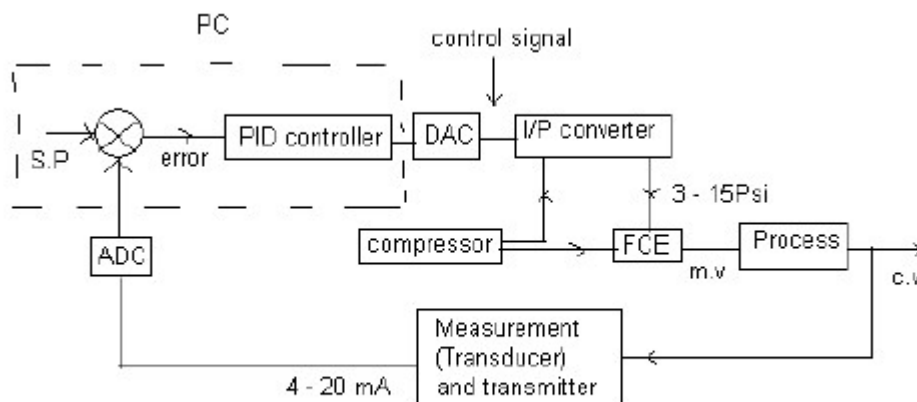 PC
control signal
S.P
error
PID controller
DAC
I/P converter
3 - 15Psi
ADC
compressor
FCE
m.v
Process
c.v
Measurement
(Transducer)
and transmitter
4 - 20 mA